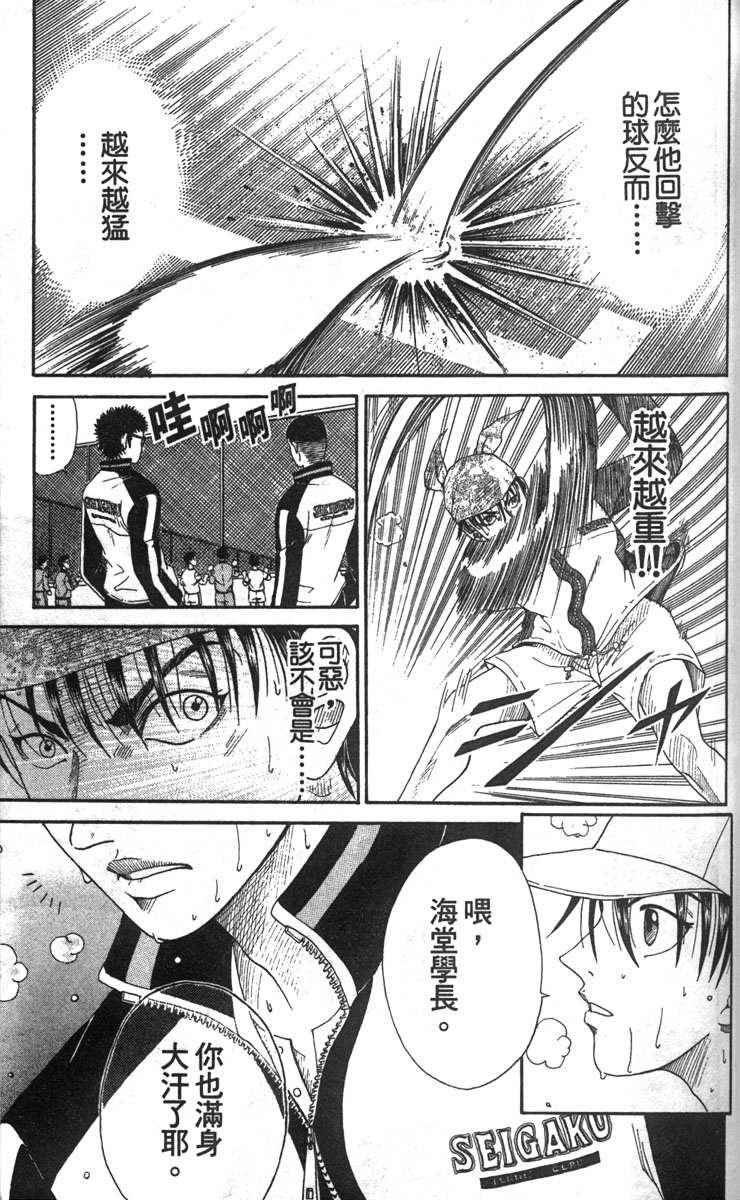 怎麼他回擊
的球反而……
越來越猛
……
越來越重!!!
哇啊啊啊
……
可惡，
該不會是……
喂，
海堂學長。
你也滿身
大汗了耶。
SEIGAKU